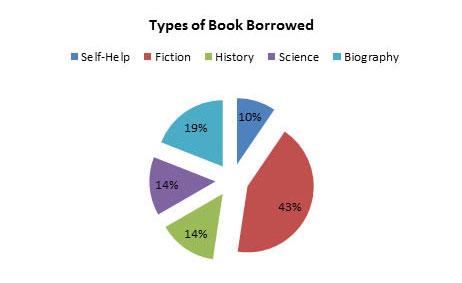 Types of Book Borrowed
Self-Help Fiction History Science Biography
10%
19%
14%
43%
14%